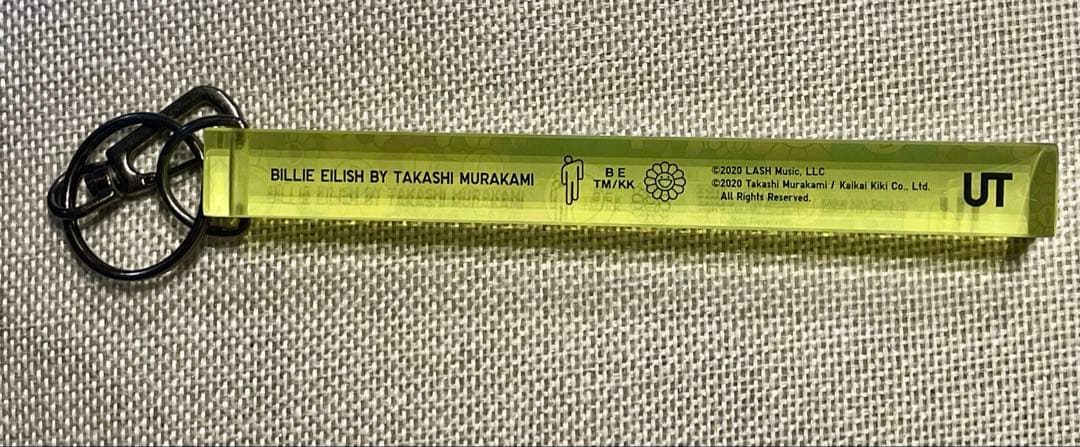 BILLIE EILISH BY TAKASHI MURAKAMI
BE
TM/KK
©2020 LASH Music, LLC
©2020 Takashi Murakami / Kaikai Kiki Co., Ltd.
All Rights Reserved.
UT